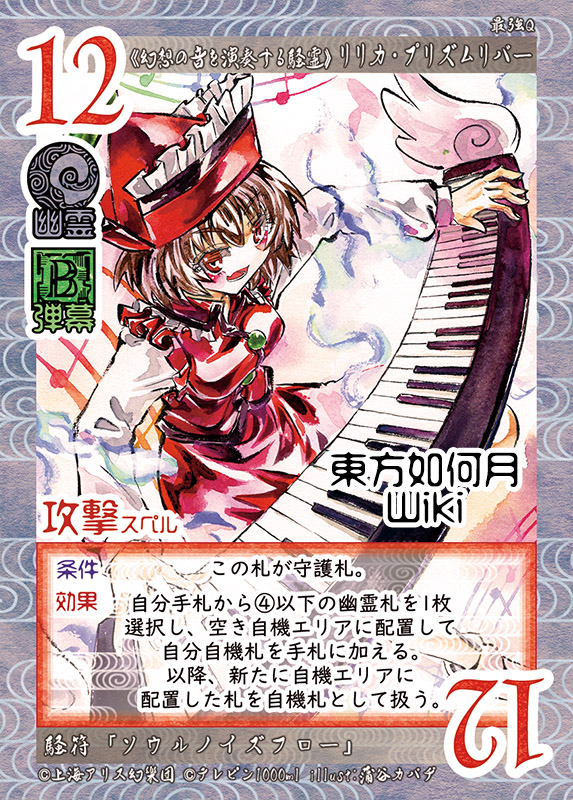 最強Q
12
《幻想の音を演奏する騒霊》リリカ・プリズムリバー
幽霊
B
弾幕
東方如何月
Wiki
攻撃スペル
条件 この札が守護札。
効果 自分手札から④以下の幽霊札を1枚
選択し、空き自機エリアに配置して
自分自機札を手札に加える。
以降、新たに自機エリアに
配置した札を自機札として扱う。
12
騒符「ソウルノイズフロー」
©上海アリス幻樂団 ©テレピン1000ml illust:蒲谷カバヂ